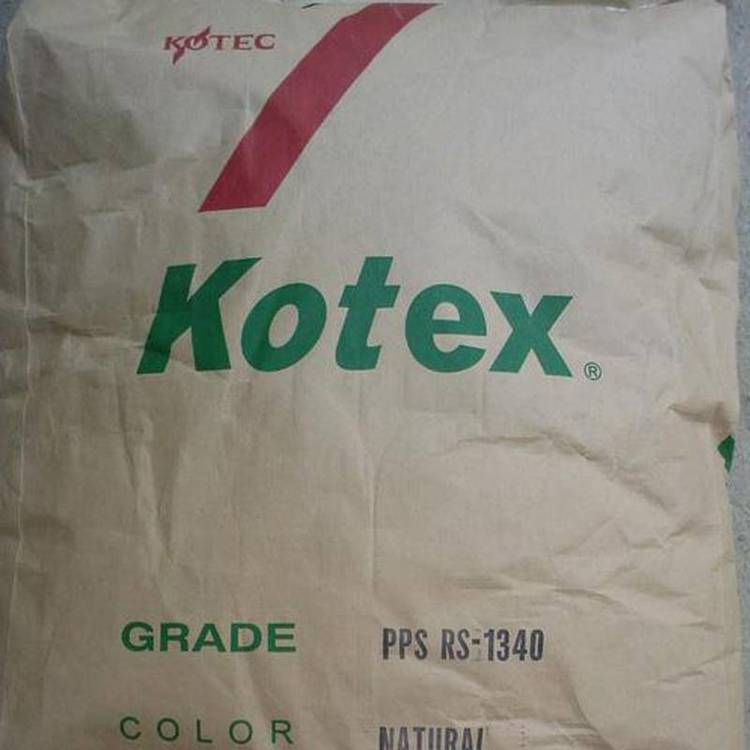 KOTEC
Kotex®
GRADE PPS RS-1340
COLOR NATURAL